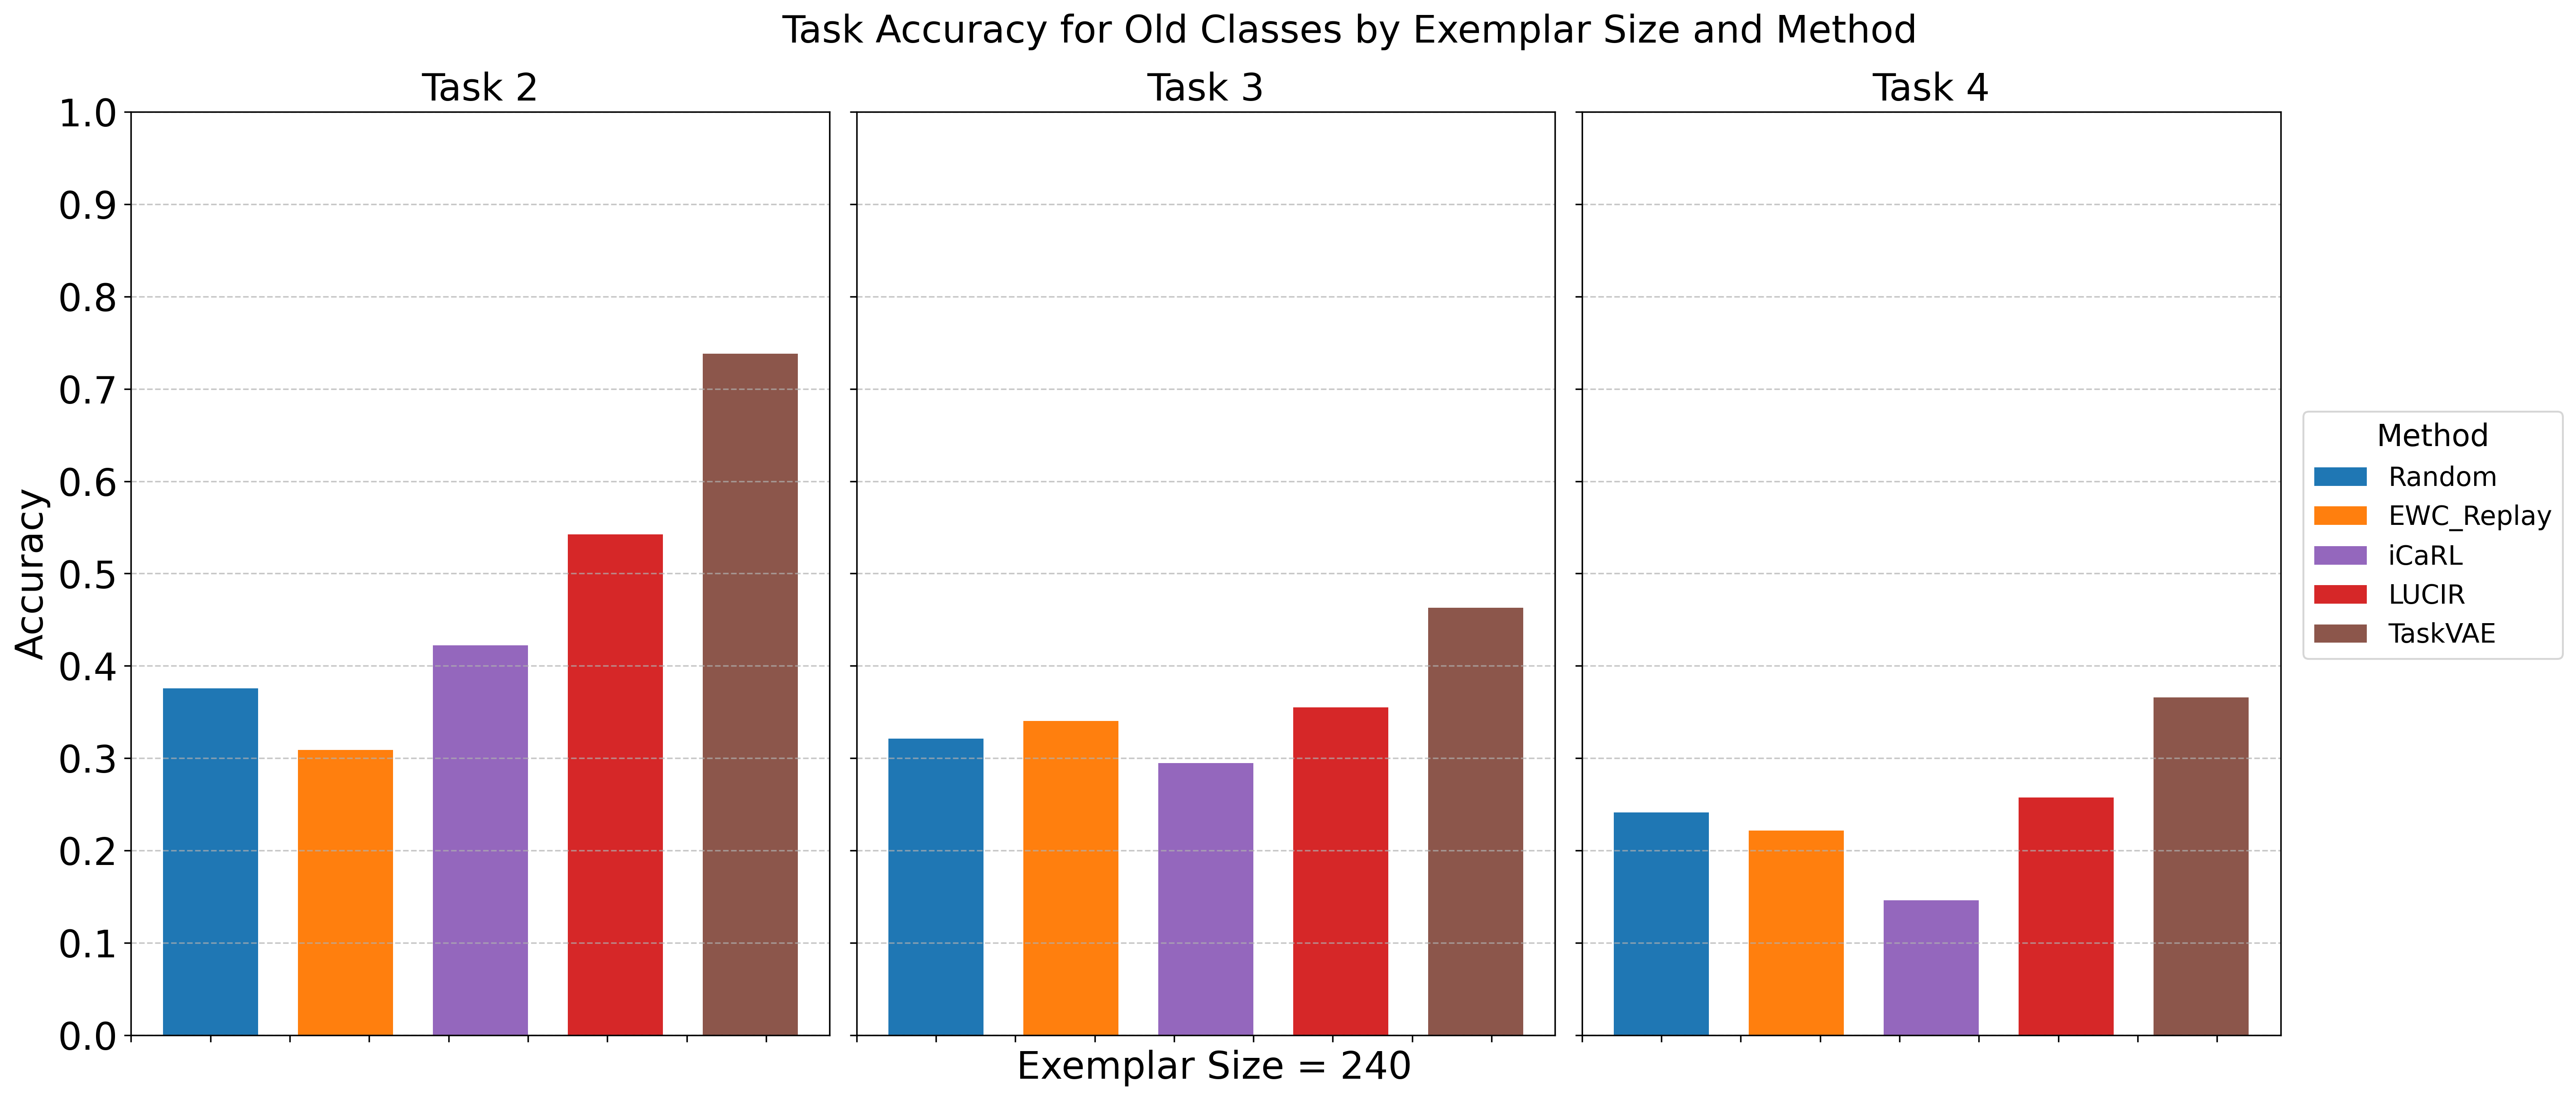 Task Accuracy for Old Classes by Exemplar Size and Method
Task 2
Task 3
Task 4
1.0
0.9
0.8
0.7
0.6
0.5
0.4
0.3
0.2
0.1
0.0
Accuracy
Exemplar Size = 240
Method
Random
EWC_Replay
iCaRL
LUCIR
TaskVAE